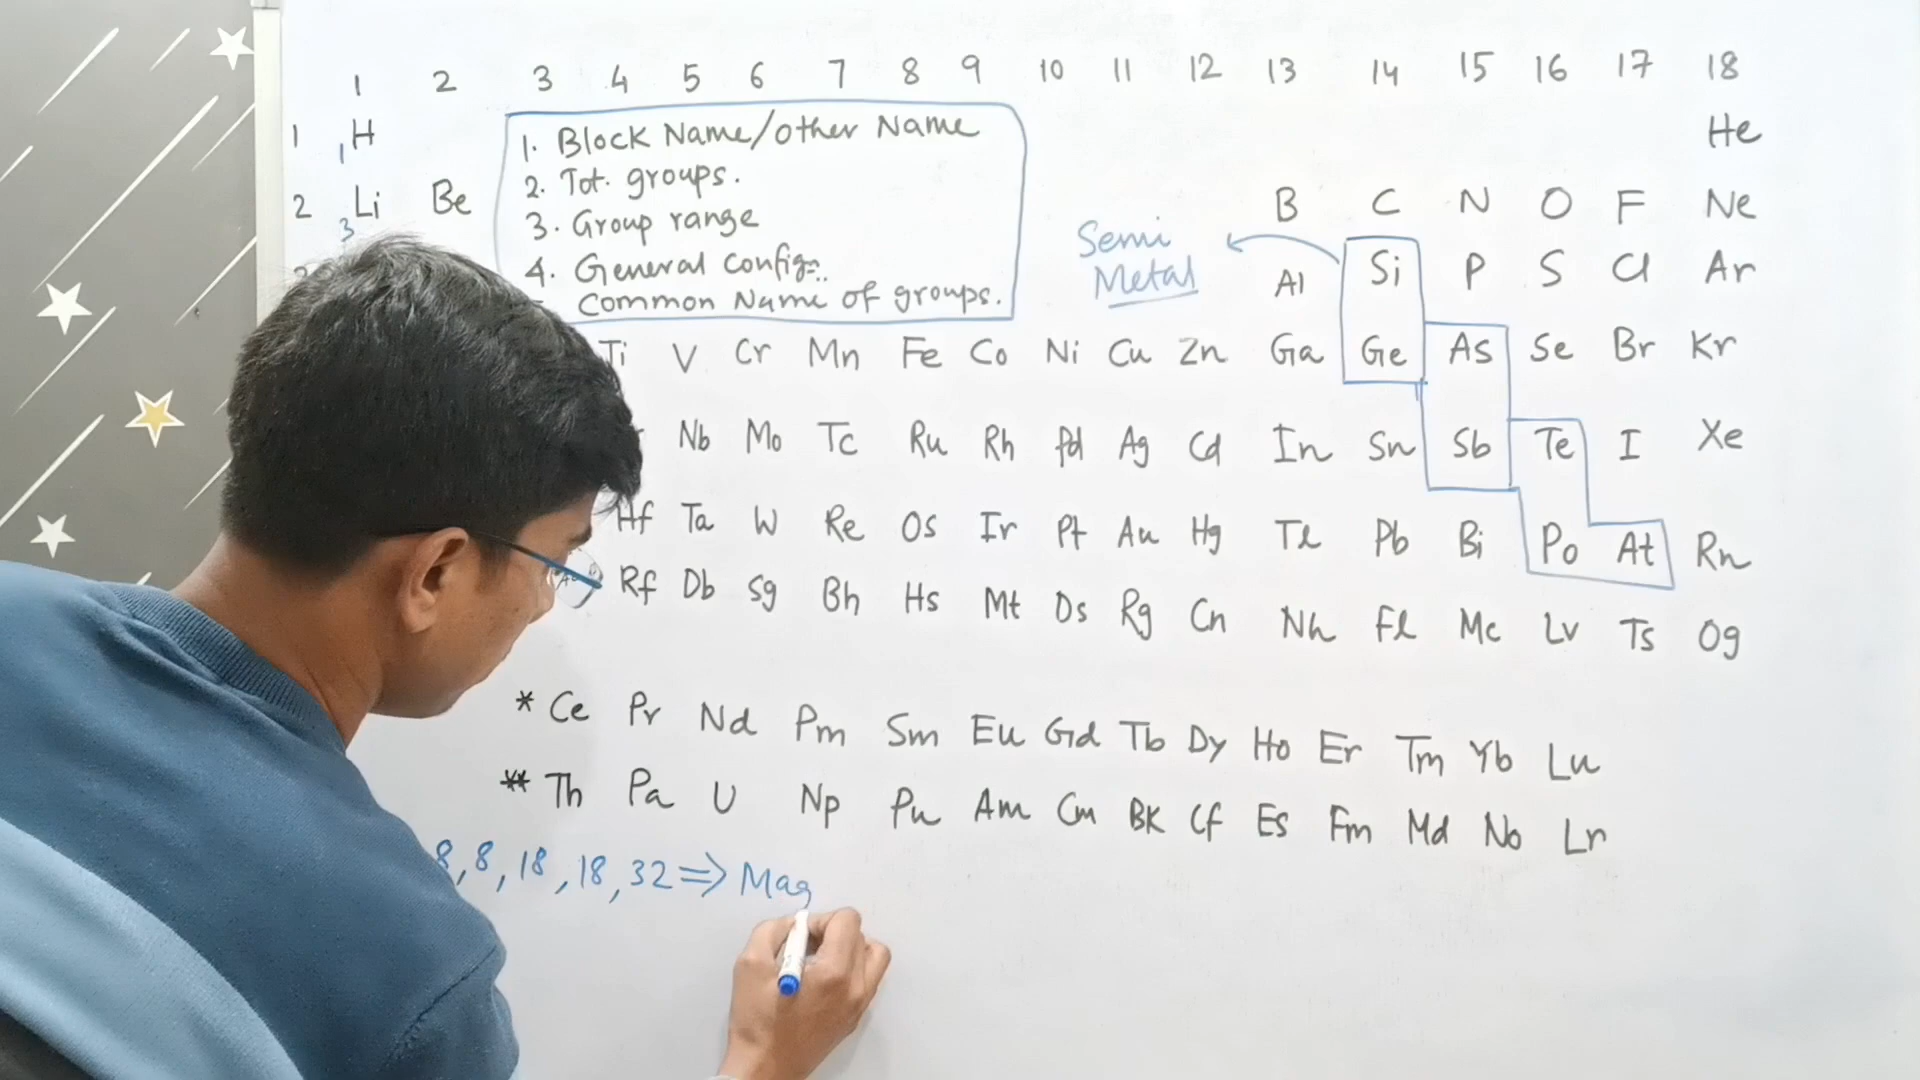 1 2 3 4 5 6 7 8 9 10 11 12 13 14 15 16 17 18
1 1H He
2 3Li Be B C N O F Ne
1. Block Name/other Name
2. Tot. groups.
3. Group range
4. General Config..
Common Name of groups.
Semi
Metal
Al Si P S Cl Ar
Ti V Cr Mn Fe Co Ni Cu Zn Ga Ge As Se Br Kr
Nb Mo Tc Ru Rh Pd Ag Cd In Sn Sb Te I Xe
Hf Ta W Re Os Ir Pt Au Hg Tl Pb Bi Po At Rn
Rf Db Sg Bh Hs Mt Ds Rg Cn Nh Fl Mc Lv Ts Og
* Ce Pr Nd Pm Sm Eu Gd Tb Dy Ho Er Tm Yb Lu
** Th Pa U Np Pu Am Cm BK Cf Es Fm Md No Lr
8,8,18,18,32 => Mag